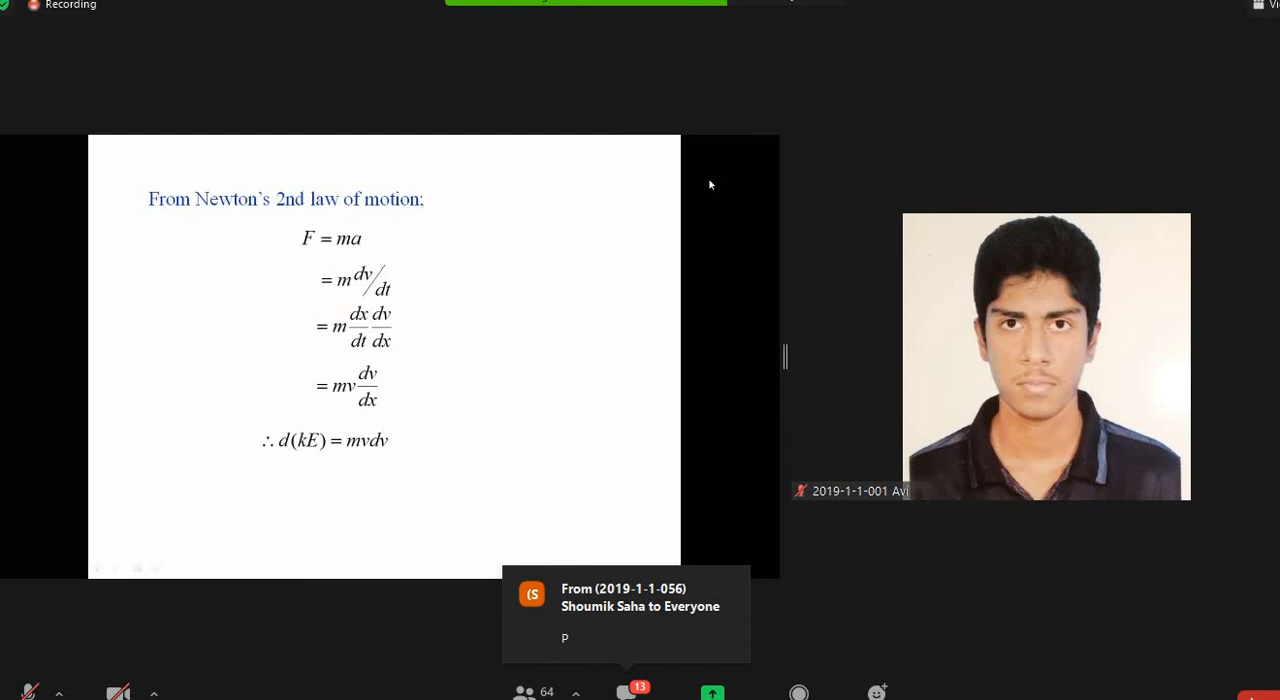 Recording
From Newton's 2nd law of motion;
F = ma
= m dv/dt
= m dx/dt dv/dx
= mv dv/dx
∴ d(kE) = mvdv
2019-1-1-001 Avi
(S
From (2019-1-1-056)
Shoumik Saha to Everyone
P
64
13